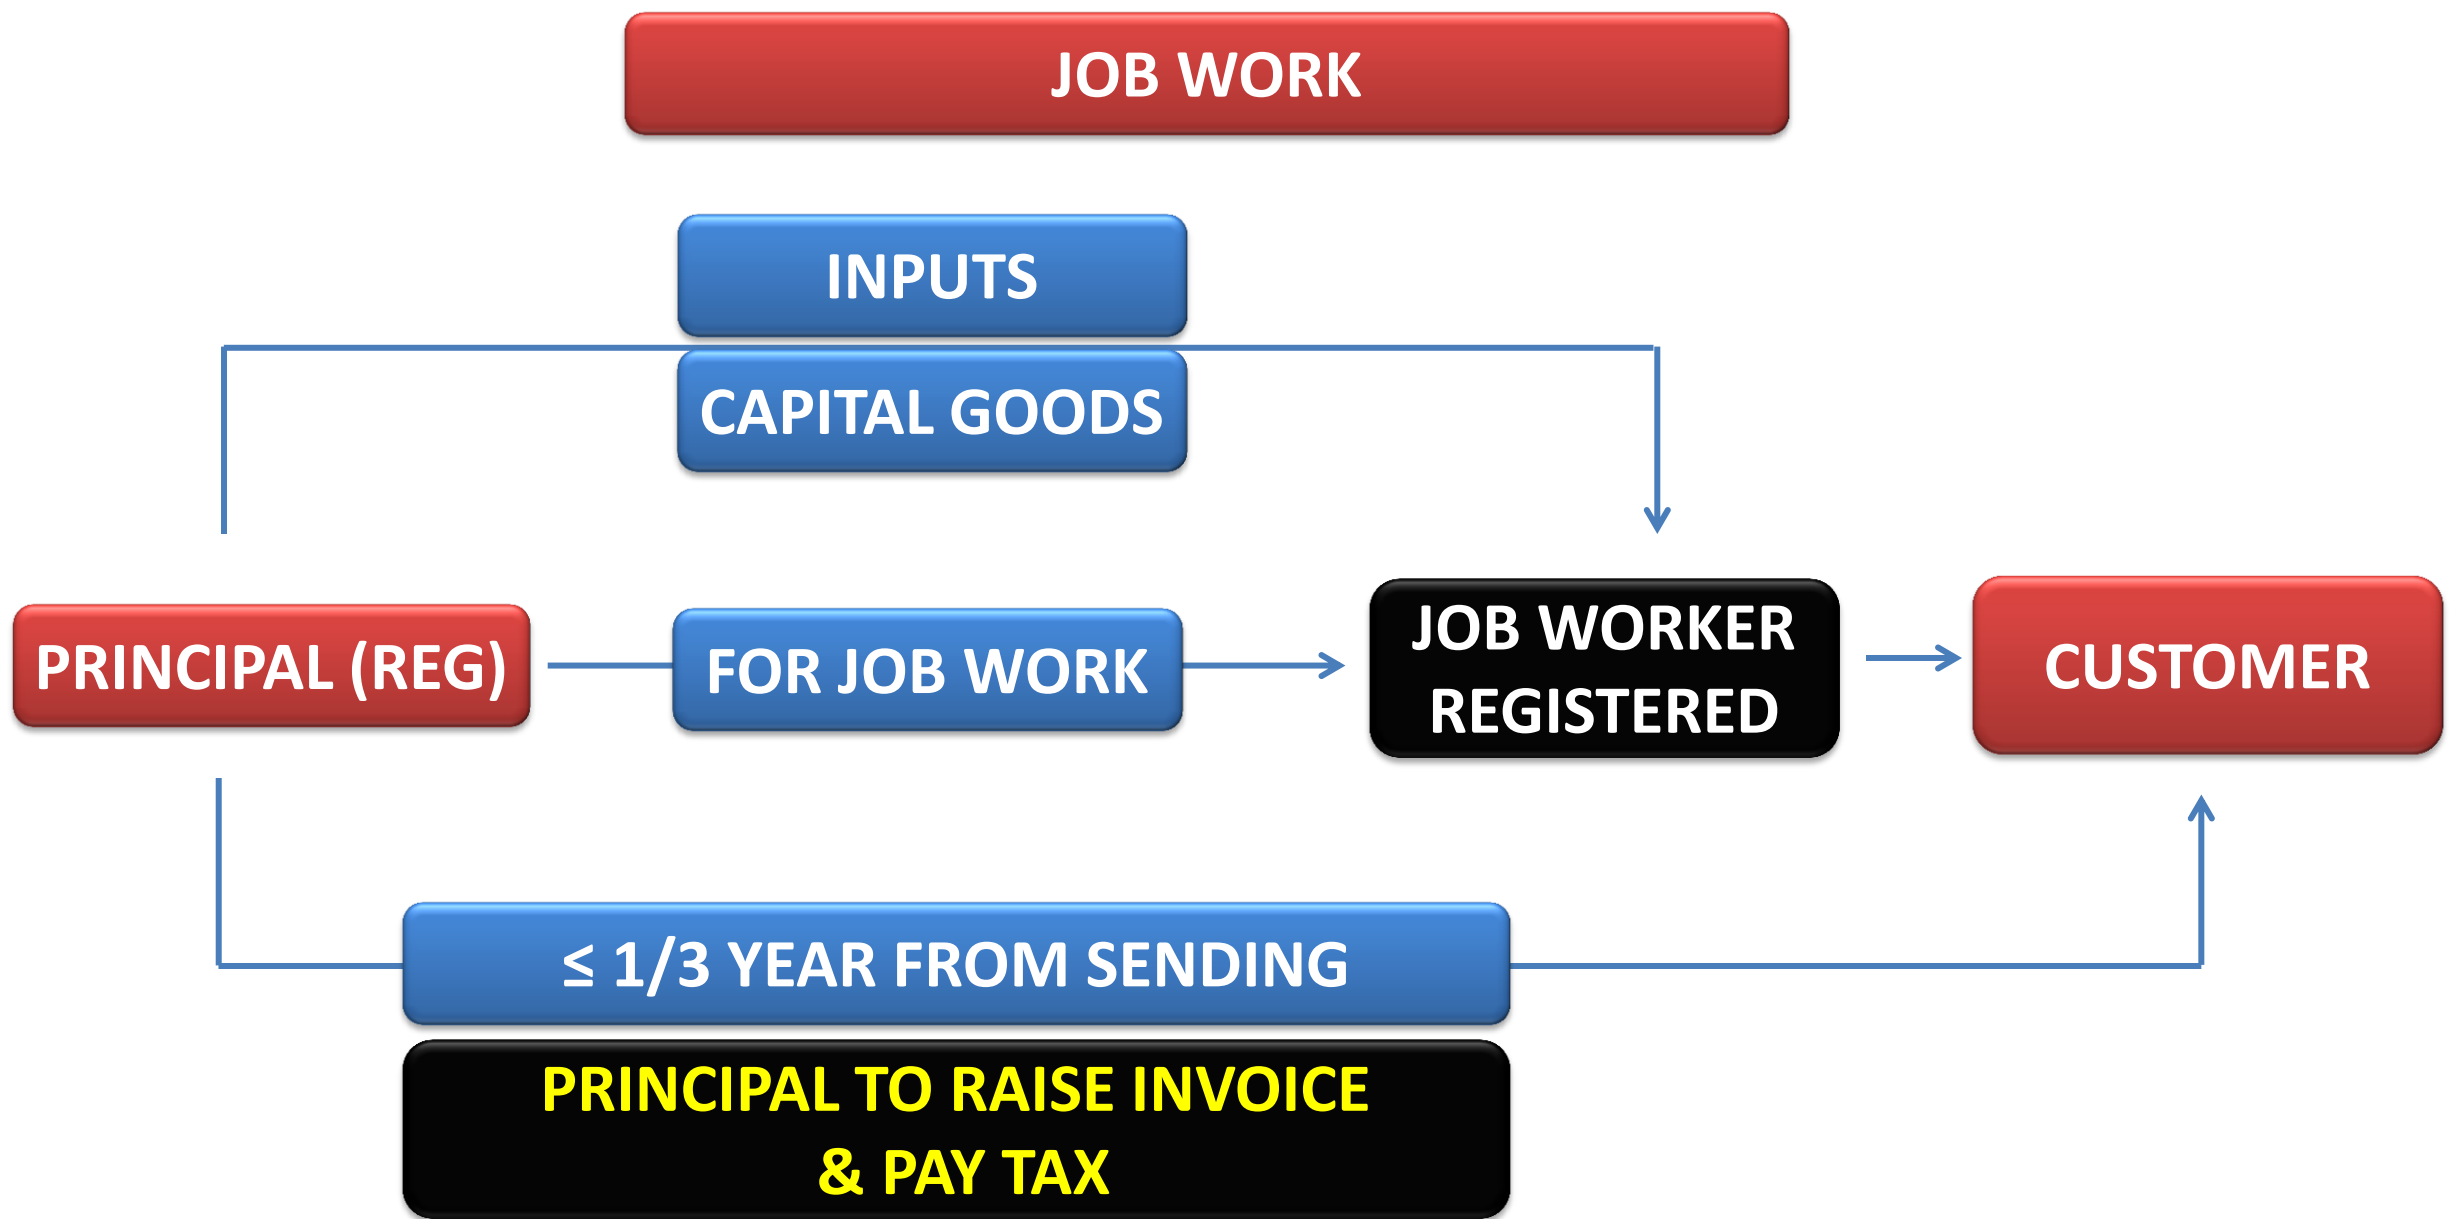 JOB WORK
INPUTS
CAPITAL GOODS
PRINCIPAL (REG)
FOR JOB WORK
JOB WORKER
REGISTERED
CUSTOMER
≤ 1/3 YEAR FROM SENDING
PRINCIPAL TO RAISE INVOICE
& PAY TAX